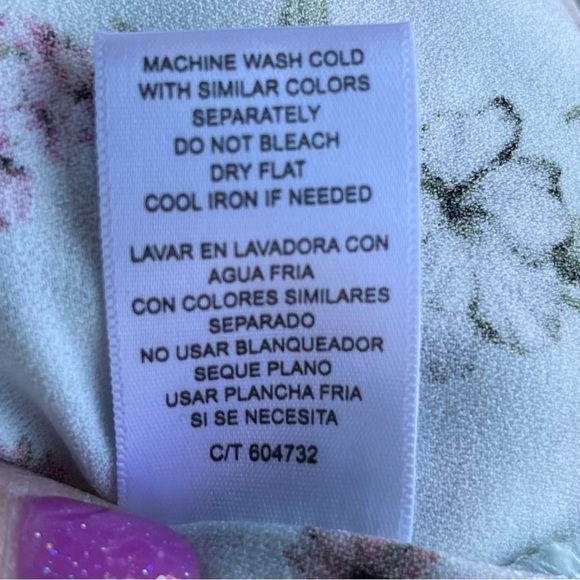 MACHINE WASH COLD
WITH SIMILAR COLORS
SEPARATELY
DO NOT BLEACH
DRY FLAT
COOL IRON IF NEEDED
LAVAR EN LAVADORA CON
AGUA FRIA
CON COLORES SIMILARES
SEPARADO
NO USAR BLANQUEADOR
SEQUE PLANO
USAR PLANCHA FRIA
SI SE NECESITA
C/T 604732